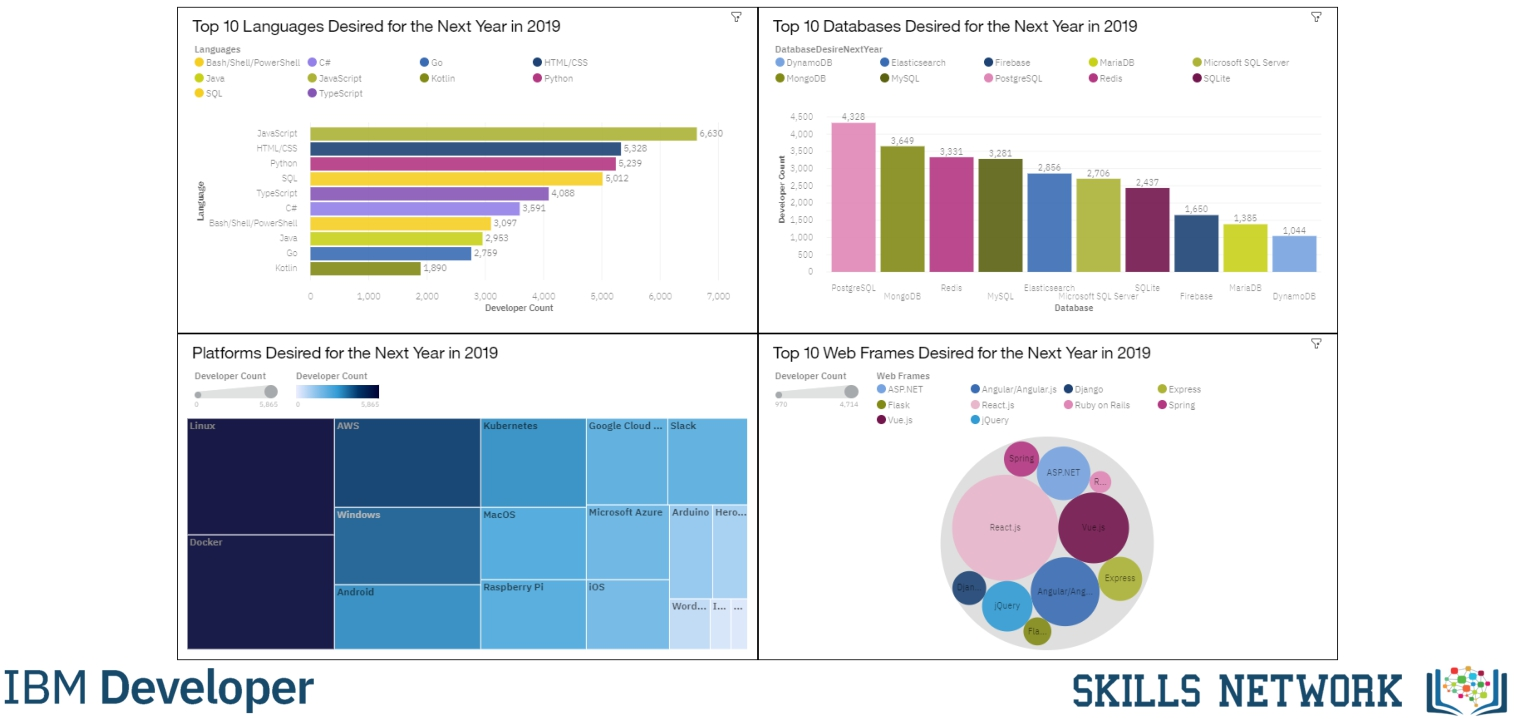 Top 10 Languages Desired for the Next Year in 2019
Languages
Bash/Shell/PowerShell C# Go HTML/CSS
Java JavaScript Kotlin Python
SQL TypeScript
Language
JavaScript 6,630
HTML/CSS 5,328
Python 5,239
SQL 5,012
TypeScript 4,088
C# 3,591
Bash/Shell/PowerShell 3,097
Java 2,953
Go 2,759
Kotlin 1,890
0 1,000 2,000 3,000 4,000 5,000 6,000 7,000
Developer Count
Top 10 Databases Desired for the Next Year in 2019
DatabaseDesireNextYear
DynamoDB Elasticsearch Firebase MariaDB Microsoft SQL Server
MongoDB MySQL PostgreSQL Redis SQLite
Developer Count
4,500
4,000
3,500
3,000
2,500
2,000
1,500
1,000
500
0
4,328 3,649 3,331 3,281 2,856 2,706 2,437 1,650 1,385 1,044
PostgreSQL MongoDB Redis MySQL Elasticsearch Microsoft SQL Server SQLite Firebase MariaDB DynamoDB
Database
Platforms Desired for the Next Year in 2019
Developer Count Developer Count
0 5,865 0 5,865
Linux AWS Kubernetes Google Cloud ... Slack
Windows MacOS Microsoft Azure Arduino Hero...
Docker
Android Raspberry Pi iOS
Word... I... ...
Top 10 Web Frames Desired for the Next Year in 2019
Developer Count Web Frames
970 4,714
ASP.NET Angular/Angular.js Django Express
Flask React.js Ruby on Rails Spring
Vue.js jQuery
Spring
ASP.NET
R...
React.js Vue.js
Express
Djan...
Angular/Ang...
jQuery
Fla...
IBM Developer
SKILLS NETWORK